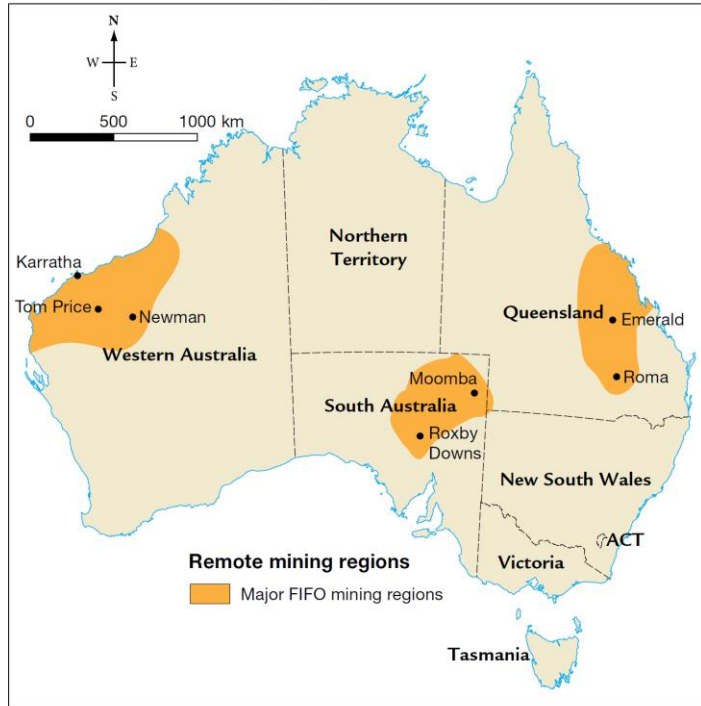 N
W E
S
0 500 1000 km
Northern
Territory
Karratha
Tom Price
Newman
Queensland
Emerald
Western Australia
Moomba
Roma
South Australia
Roxby
Downs
New South Wales
ACT
Remote mining regions
Victoria
Major FIFO mining regions
Tasmania